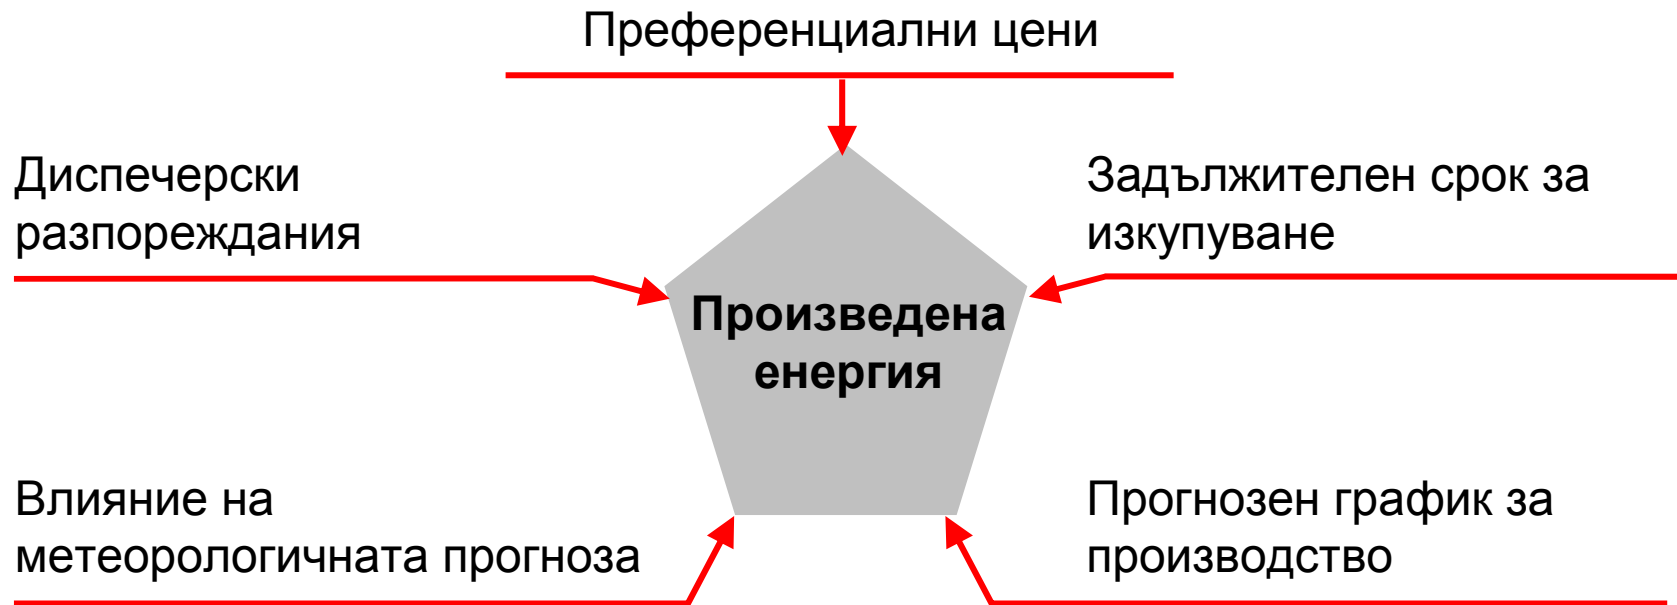 Преференциални цени
Диспечерски
разпореждания
Задължителен срок за
изкупуване
Произведена
енергия
Влияние на
метеорологичната прогноза
Прогнозен график за
производство